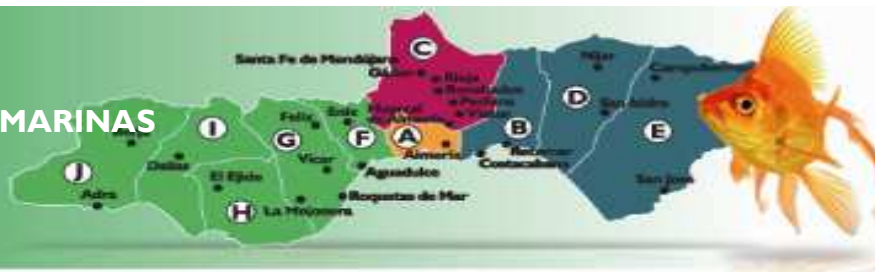 MARINAS
C
Santa Fe de Mondújar
Gádor
Rioja
Benahadux
Pechina
Viator
Huércal
de Almería
Níjar
D
San Isidro
E
San José
B
Retamar
Costacabana
A
Almería
Enix
Felix
F
G
Vícar
Aguadulce
Roquetas de Mar
La Mojonera
H
El Ejido
I
Dalías
J
Adra